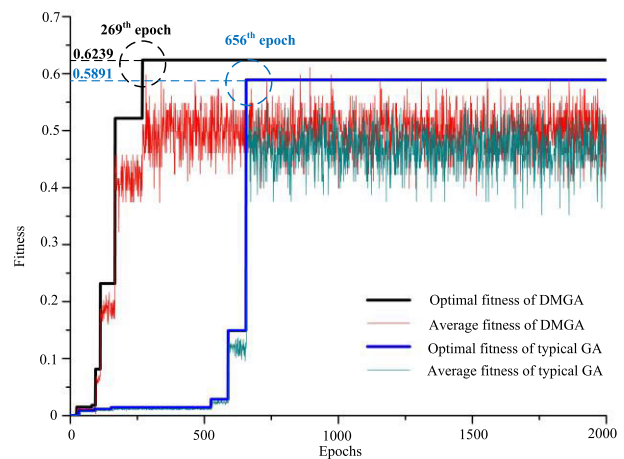 0.7
269th epoch
656th epoch
0.6239
0.6
0.5891
0.5
0.4
0.3
0.2
0.1
0
Fitness
Optimal fitness of DMGA
Average fitness of DMGA
Optimal fitness of typical GA
Average fitness of typical GA
0
500
1000
1500
2000
Epochs